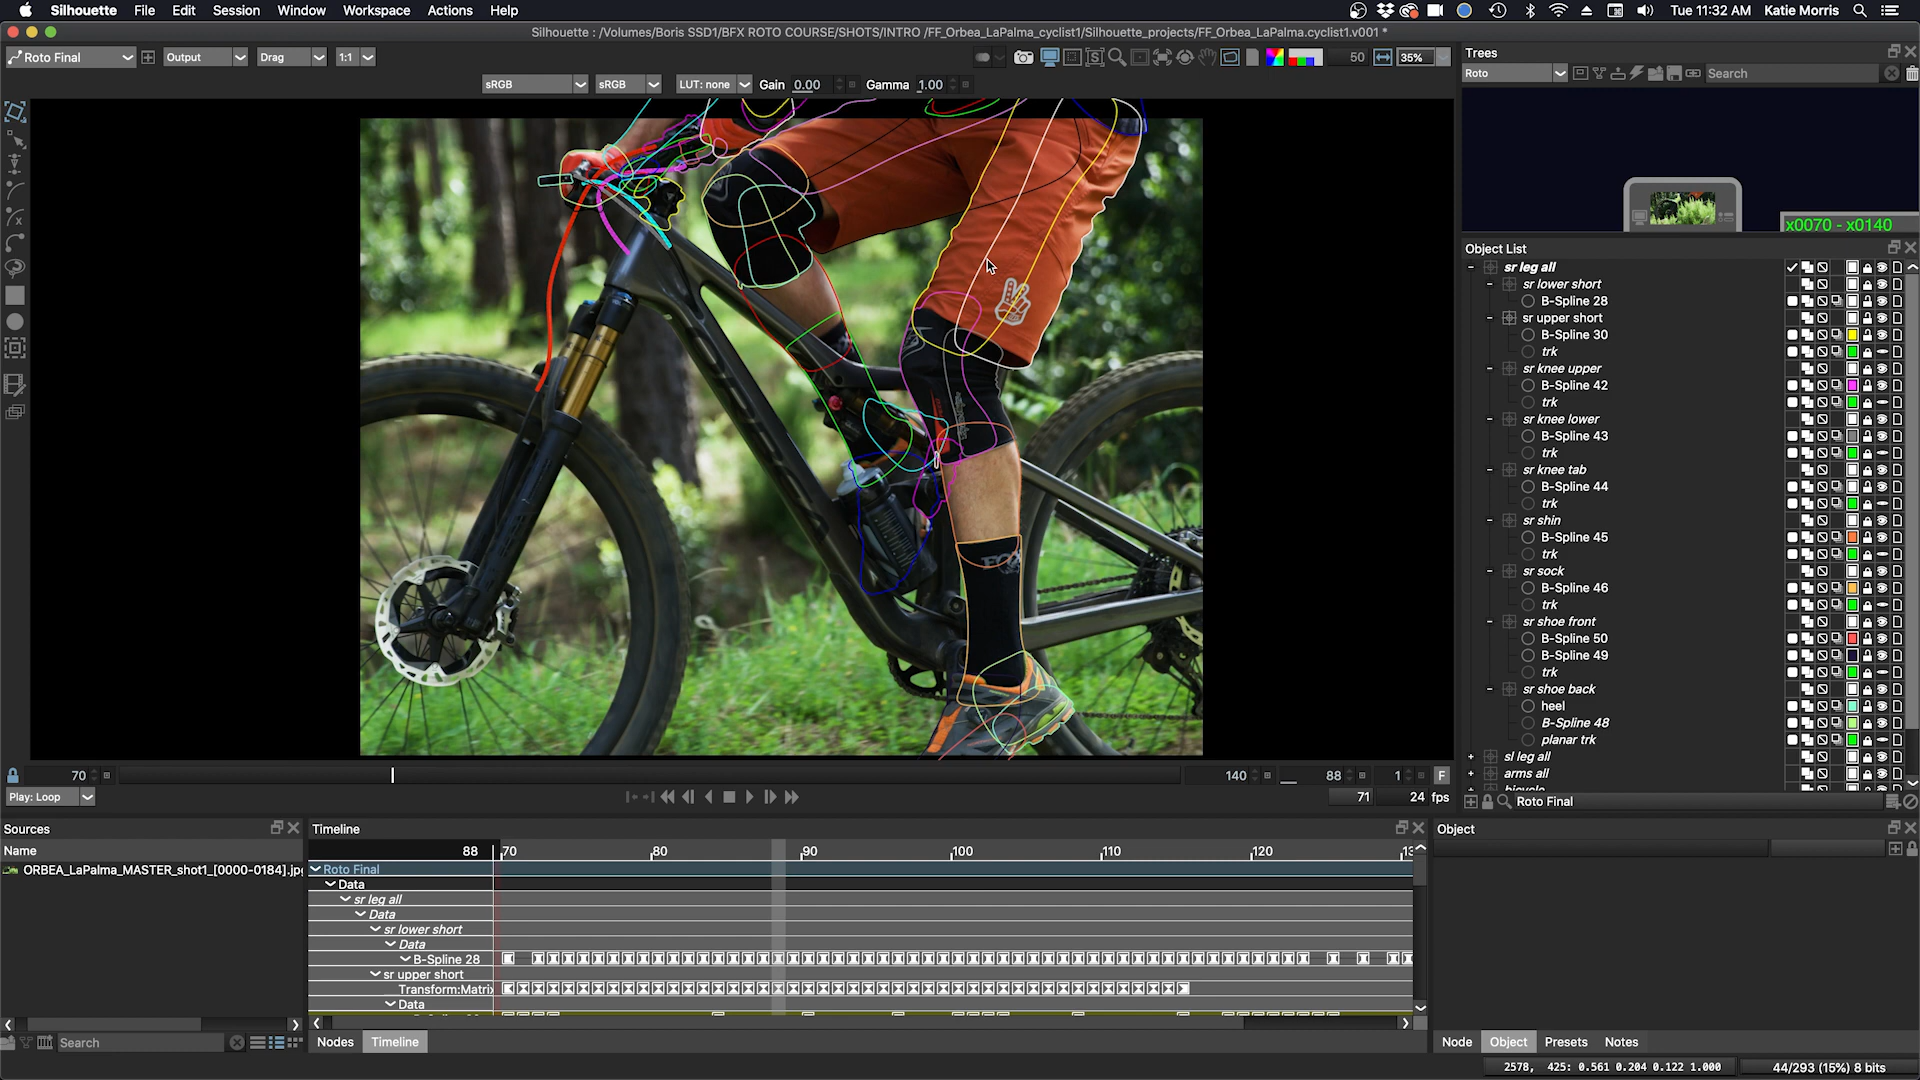 Silhouette File Edit Session Window Workspace Actions Help Tue 11:32 AM Katie Morris
Silhouette : /Volumes/Boris SSD1/BFX ROTO COURSE/SHOTS/INTRO /FF_Orbea_LaPalma_cyclist1/Silhouette_projects/FF_Orbea_LaPalma.cyclist1.v001 *
Roto Final Output Drag 1:1 50 35%
sRGB sRGB LUT: none Gain 0.00 Gamma 1.00
Trees
Roto Search
x0070 - x0140
Object List
sr leg all
sr lower short
B-Spline 28
sr upper short
B-Spline 30
trk
sr knee upper
B-Spline 42
trk
sr knee lower
B-Spline 43
trk
sr knee tab
B-Spline 44
trk
sr shin
B-Spline 45
trk
sr sock
B-Spline 46
trk
sr shoe front
B-Spline 50
B-Spline 49
trk
sr shoe back
heel
B-Spline 48
planar trk
sl leg all
arms all
bicycle
Roto Final
FOX
70 140 88 1 F
Play: Loop 71 24 fps
Sources
Name
ORBEA_LaPalma_MASTER_shot1_[0000-0184].jp
Search
Timeline
88 70 80 90 100 110 120 13
Roto Final
Data
sr leg all
Data
sr lower short
Data
B-Spline 28
sr upper short
Transform:Matri
Data
Nodes Timeline
Object
Node Object Presets Notes
2578, 425: 0.561 0.204 0.122 1.000 44/293 (15%) 8 bits